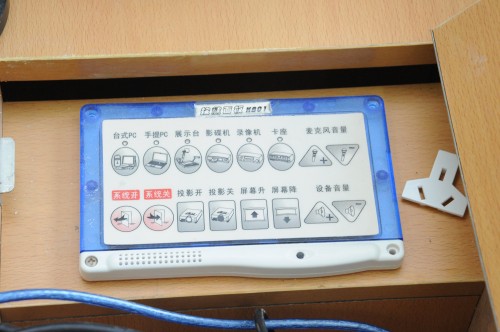 台式PC 手提PC 展示台 影碟机 录像机 卡座 麦克风音量
系统开 系统关 投影开 投影关 屏幕升 屏幕降 设备音量